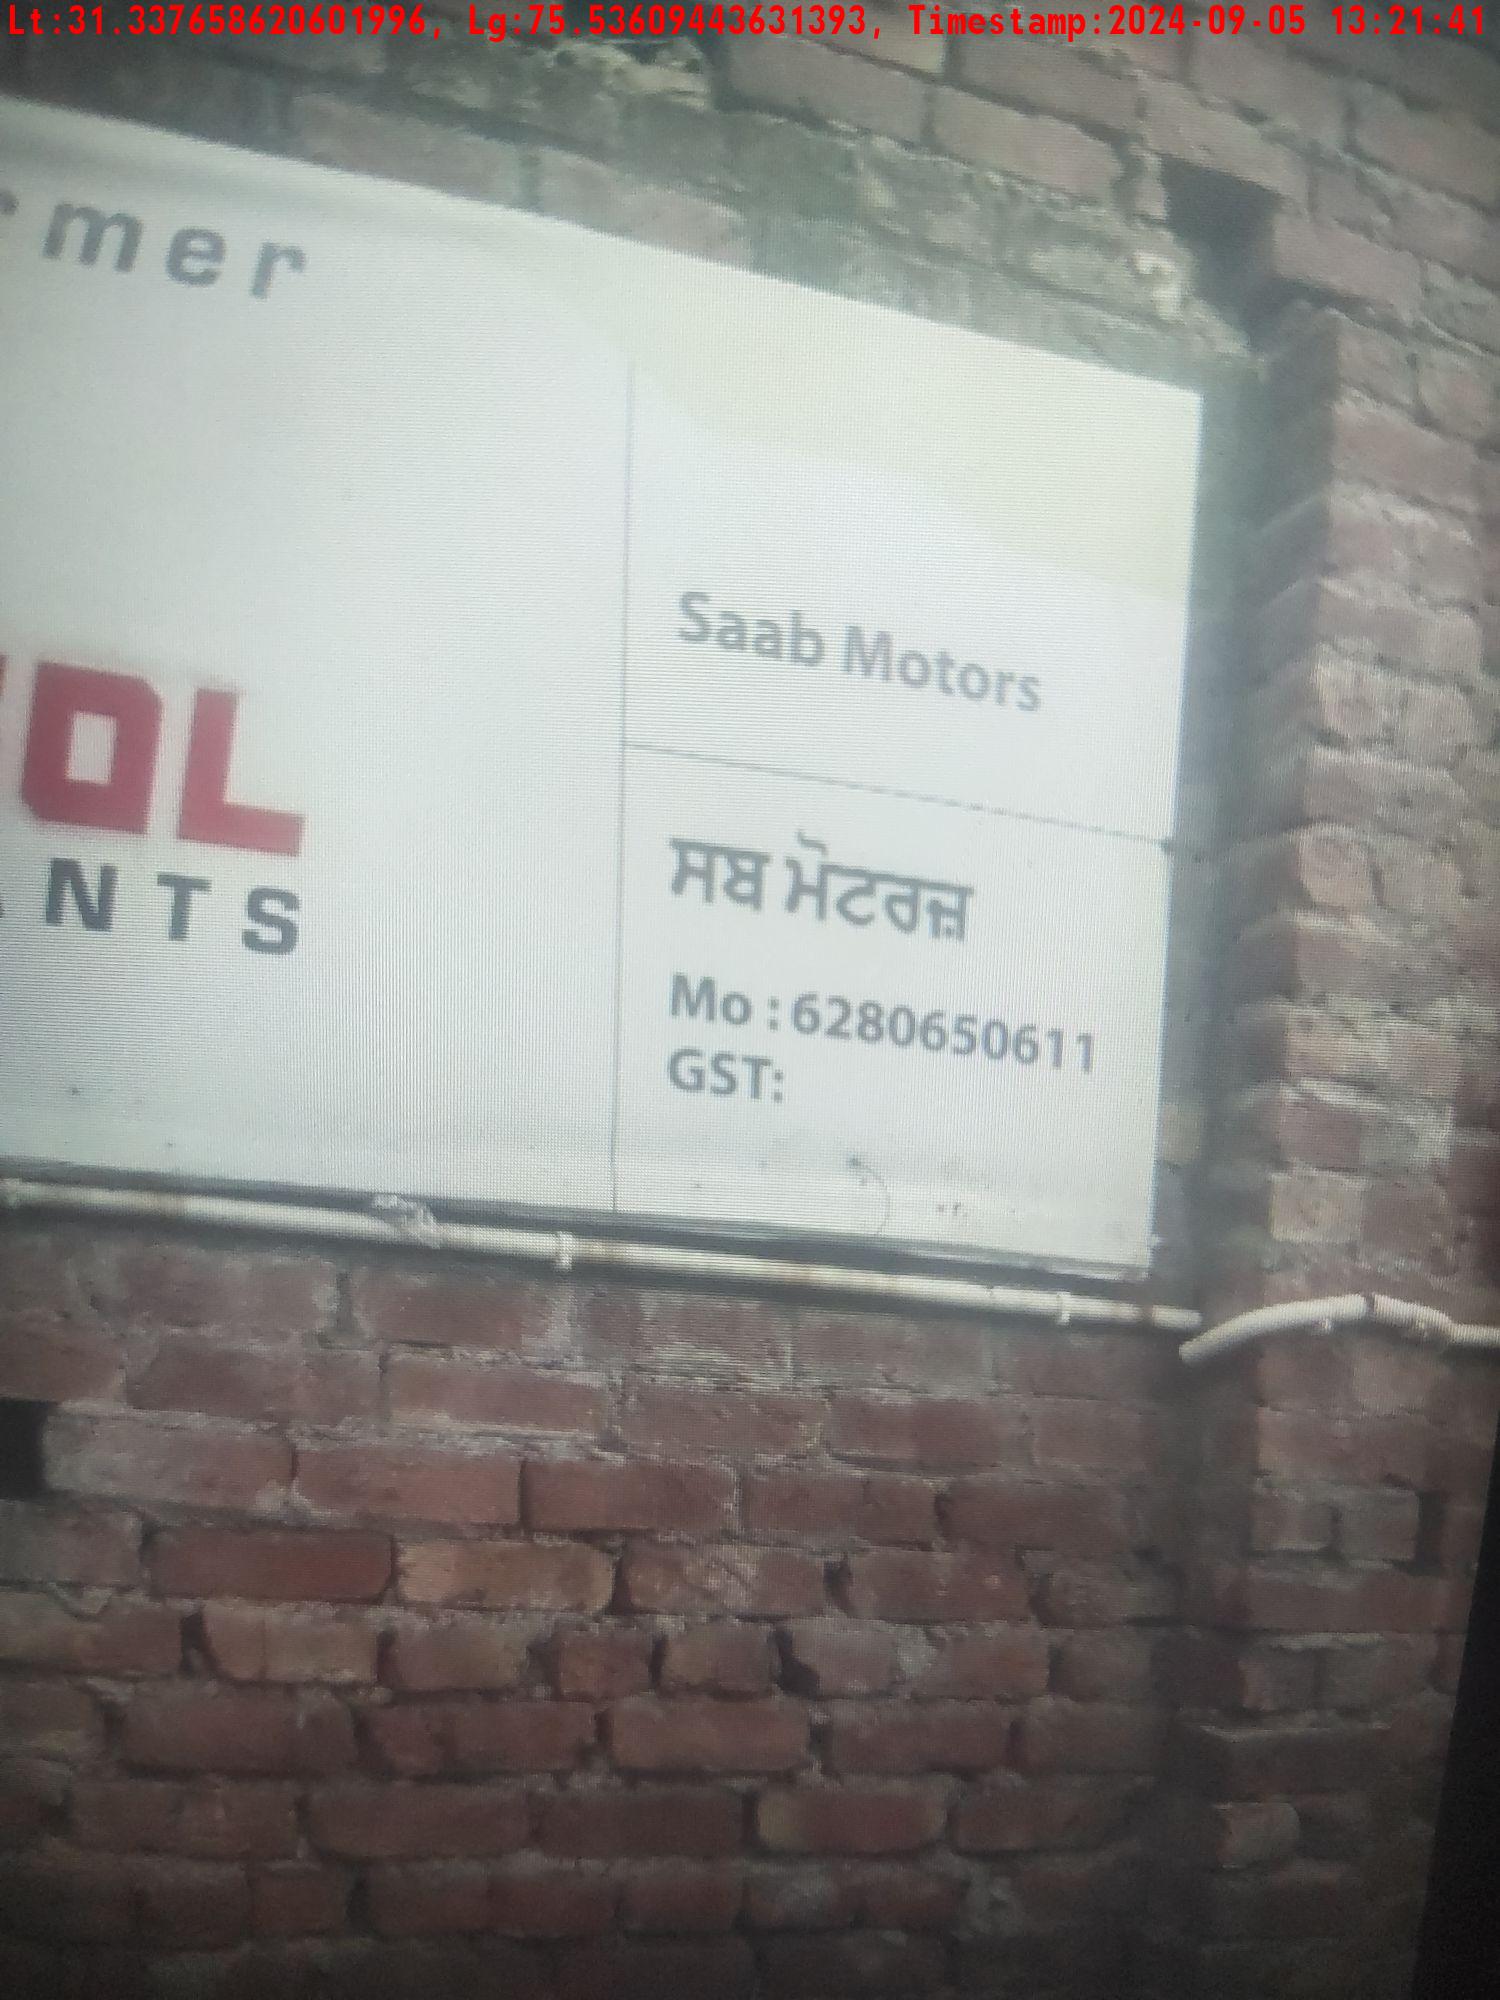 Lt:31.337658620601996, Lg:75.53609443631393, Timestamp:2024-09-05 13:21:41
mer
OL
NTS
Saab Motors
ਸਬ ਮੋਟਰਜ਼
Mo : 6280650611
GST: